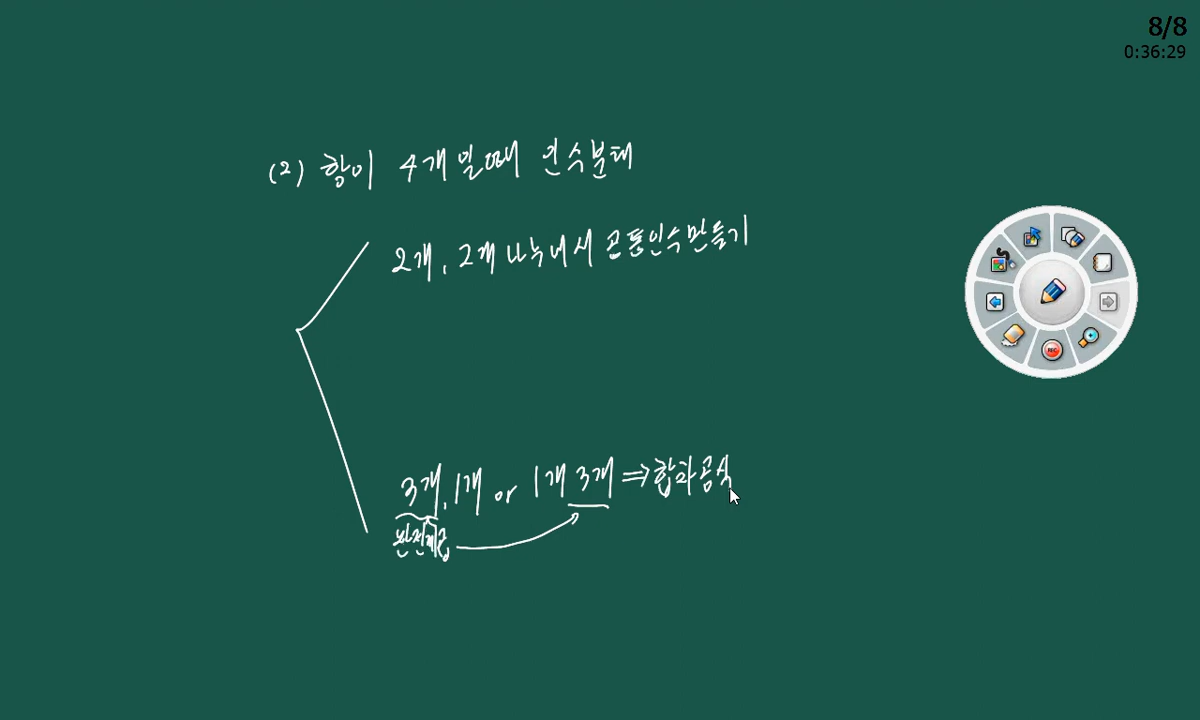 8/8
0:36:29
(2) 항이 4개일때 인수분해
2개, 2개 나누어서 공통인수만들기
3개, 1개 or 1개 3개 ⇒ 합차공식
완전제곱
REC